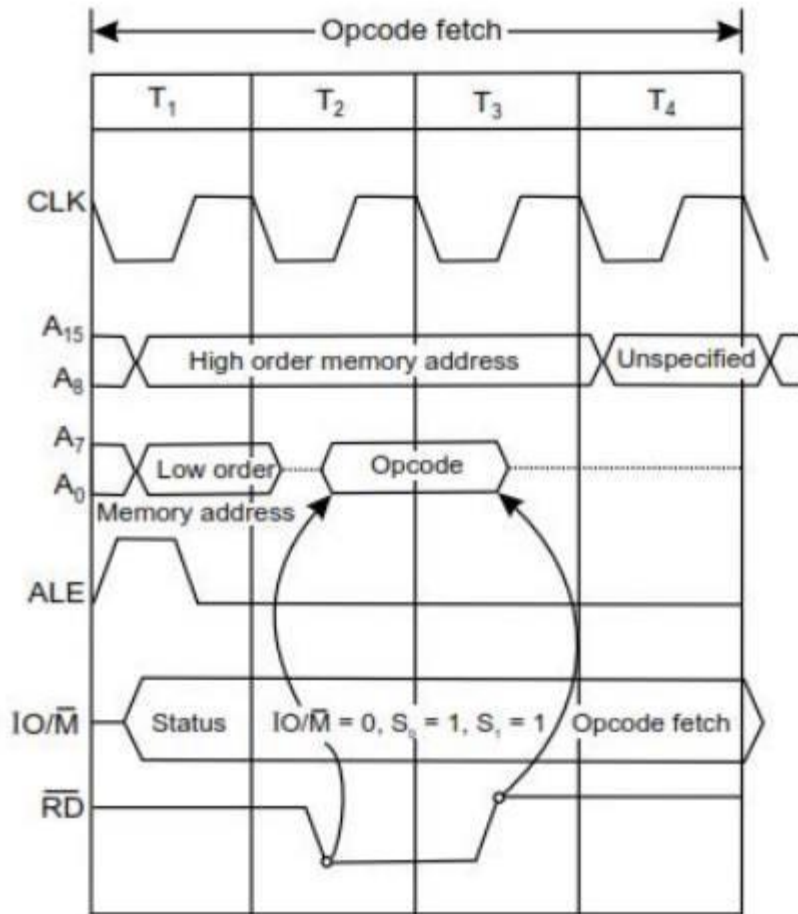 Opcode fetch
T₁ T₂ T₃ T₄
CLK
A₁₅
High order memory address Unspecified
A₈
A₇
Low order Opcode
A₀
Memory address
ALE
IO/M̅ Status IO/M̅ = 0, S₀ = 1, S₁ = 1 Opcode fetch
R̅D̅